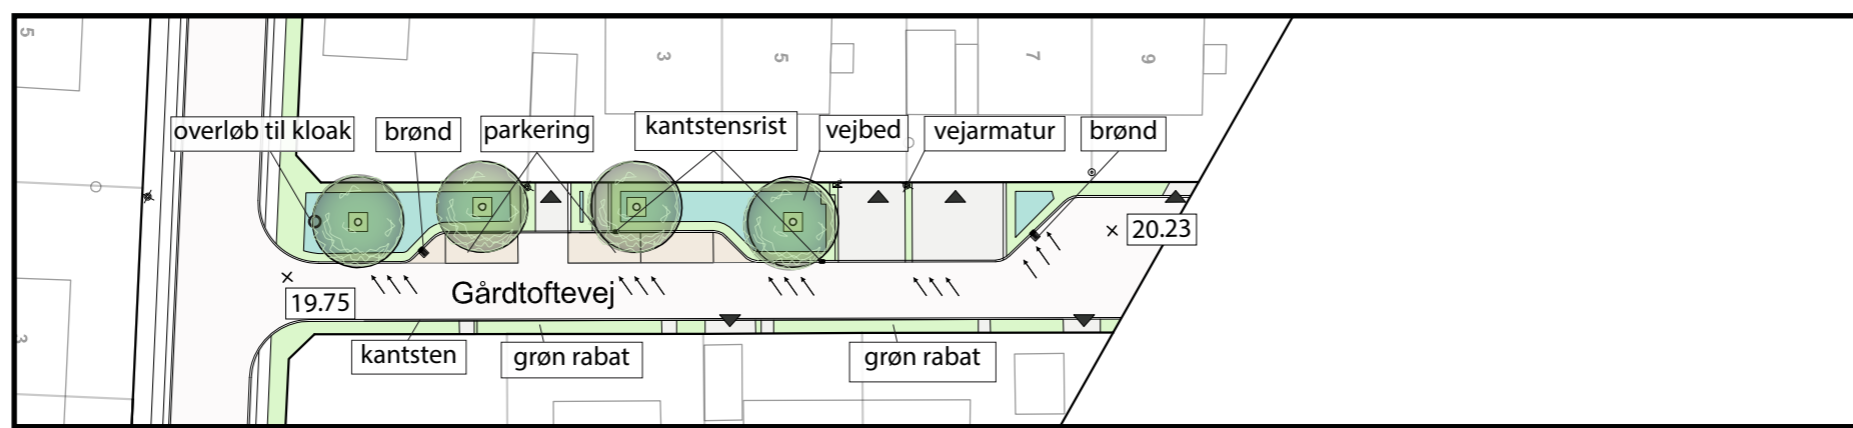 5
3
5
7
9
overløb til kloak
brønd
parkering
kantstensrist
vejbed
vejarmatur
brønd
20.23
19.75
Gårdtoftevej
3
kantsten
grøn rabat
grøn rabat